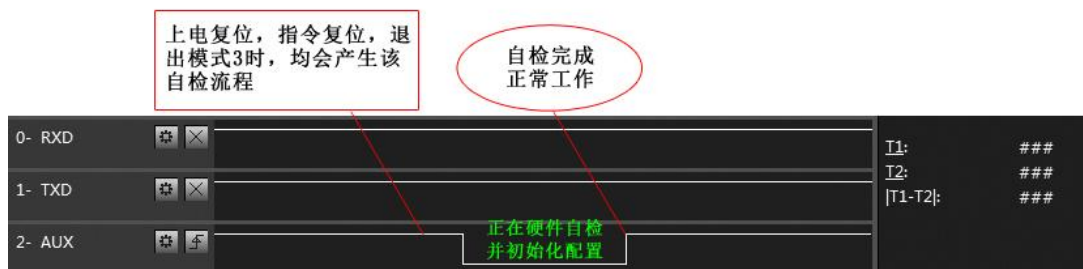 上电复位，指令复位，退
出模式3时，均会产生该
自检流程
自检完成
正常工作
0- RXD
1- TXD
2- AUX
正在硬件自检
并初始化配置
T1: ###
T2: ###
|T1-T2|: ###